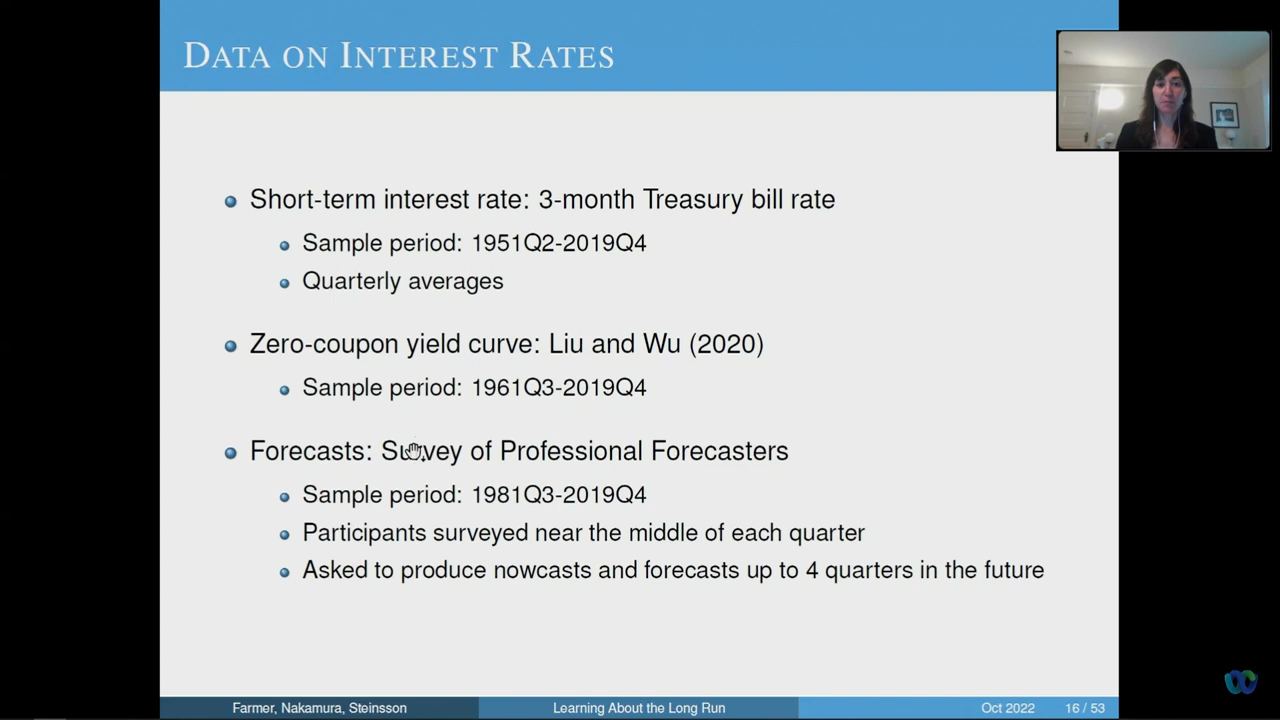 DATA ON INTEREST RATES
Short-term interest rate: 3-month Treasury bill rate
Sample period: 1951Q2-2019Q4
Quarterly averages
Zero-coupon yield curve: Liu and Wu (2020)
Sample period: 1961Q3-2019Q4
Forecasts: Survey of Professional Forecasters
Sample period: 1981Q3-2019Q4
Participants surveyed near the middle of each quarter
Asked to produce nowcasts and forecasts up to 4 quarters in the future
Farmer, Nakamura, Steinsson
Learning About the Long Run
Oct 2022
16 / 53